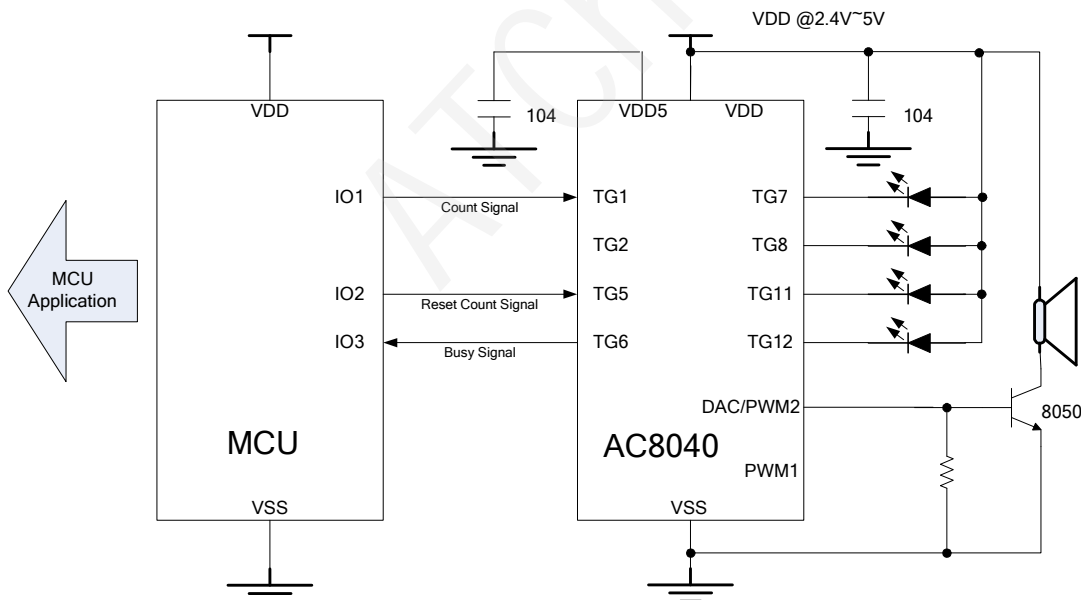 VDD @2.4V~5V
VDD
104
VDD5
VDD
104
IO1
Count Signal
TG1
TG7
TG2
TG8
MCU
Application
IO2
Reset Count Signal
TG5
TG11
IO3
Busy Signal
TG6
TG12
DAC/PWM2
8050
MCU
AC8040
PWM1
VSS
VSS